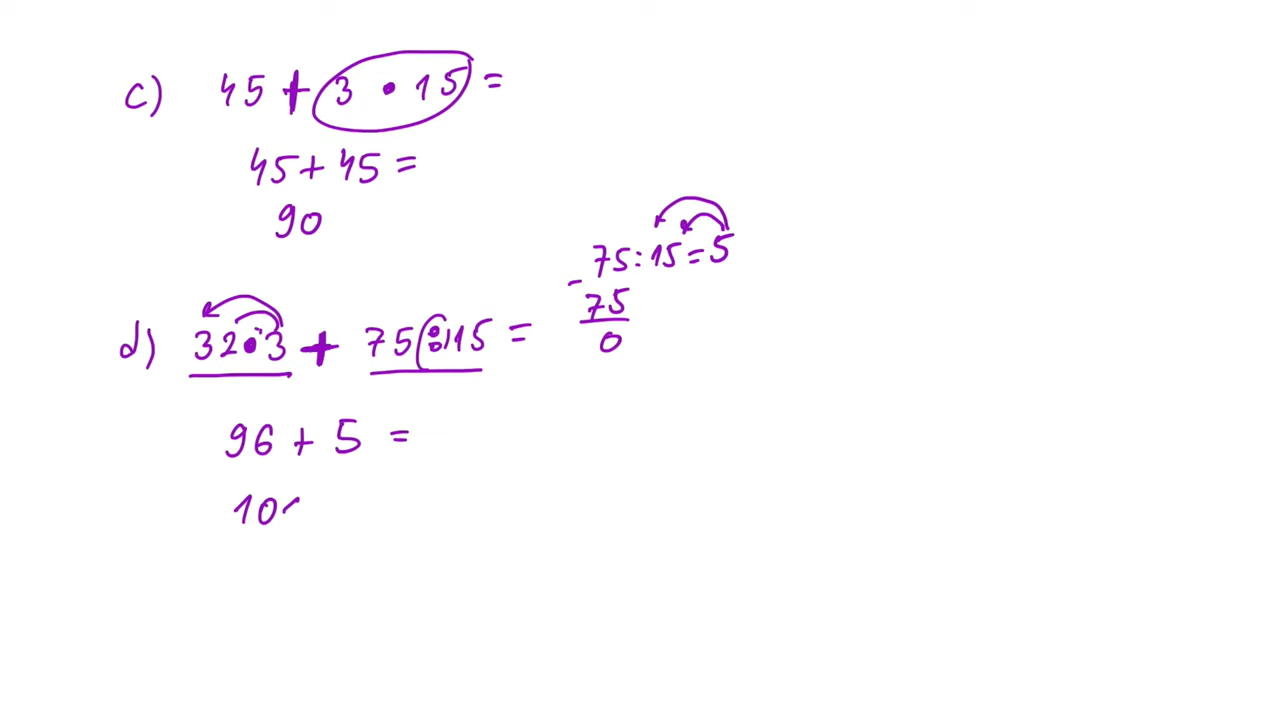 c) 45 + 3 • 15 =
45 + 45 =
90
75 : 15 = 5
- 75
0
d) 32 • 3 + 75 : 15 =
96 + 5 =
10